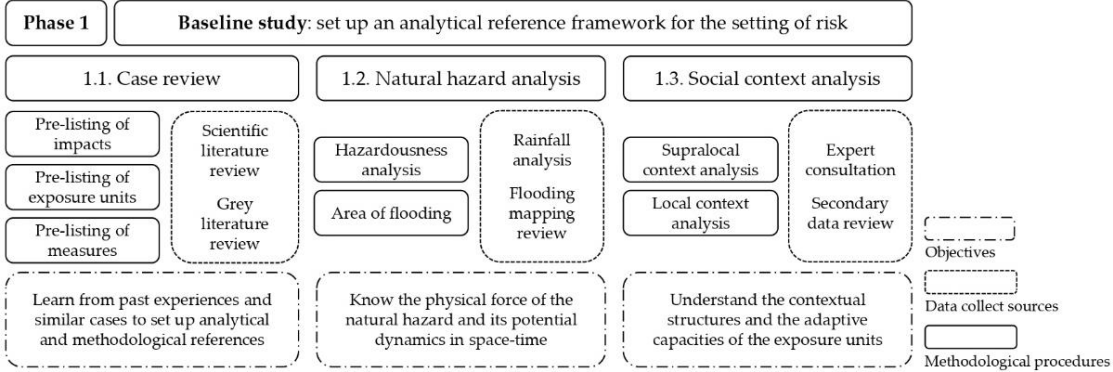 Phase 1
Baseline study: set up an analytical reference framework for the setting of risk
1.1. Case review
1.2. Natural hazard analysis
1.3. Social context analysis
Pre-listing of
impacts
Pre-listing of
exposure units
Pre-listing of
measures
Scientific
literature
review
Grey
literature
review
Hazardousness
analysis
Area of flooding
Rainfall
analysis
Flooding
mapping
review
Supralocal
context analysis
Local context
analysis
Expert
consultation
Secondary
data review
Learn from past experiences and
similar cases to set up analytical
and methodological references
Know the physical force of the
natural hazard and its potential
dynamics in space-time
Understand the contextual
structures and the adaptive
capacities of the exposure units
Objectives
Data collect sources
Methodological procedures